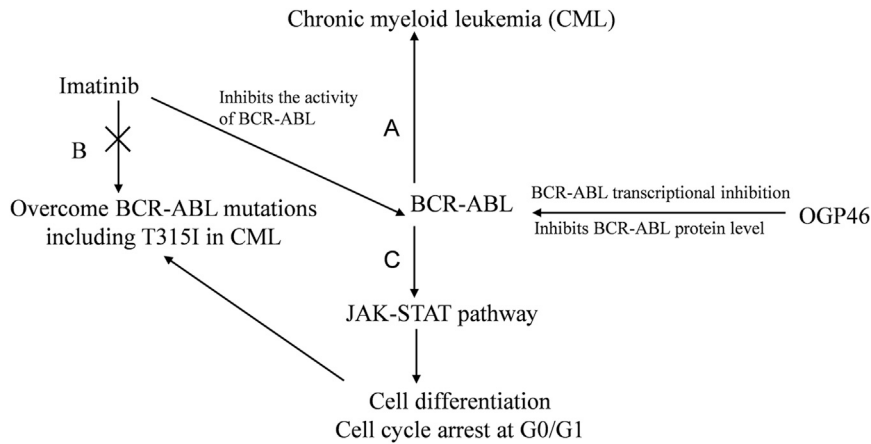 Chronic myeloid leukemia (CML)
Imatinib
Inhibits the activity
of BCR-ABL
A
B
BCR-ABL
BCR-ABL transcriptional inhibition
Inhibits BCR-ABL protein level
OGP46
Overcome BCR-ABL mutations
including T315I in CML
C
JAK-STAT pathway
Cell differentiation
Cell cycle arrest at G0/G1